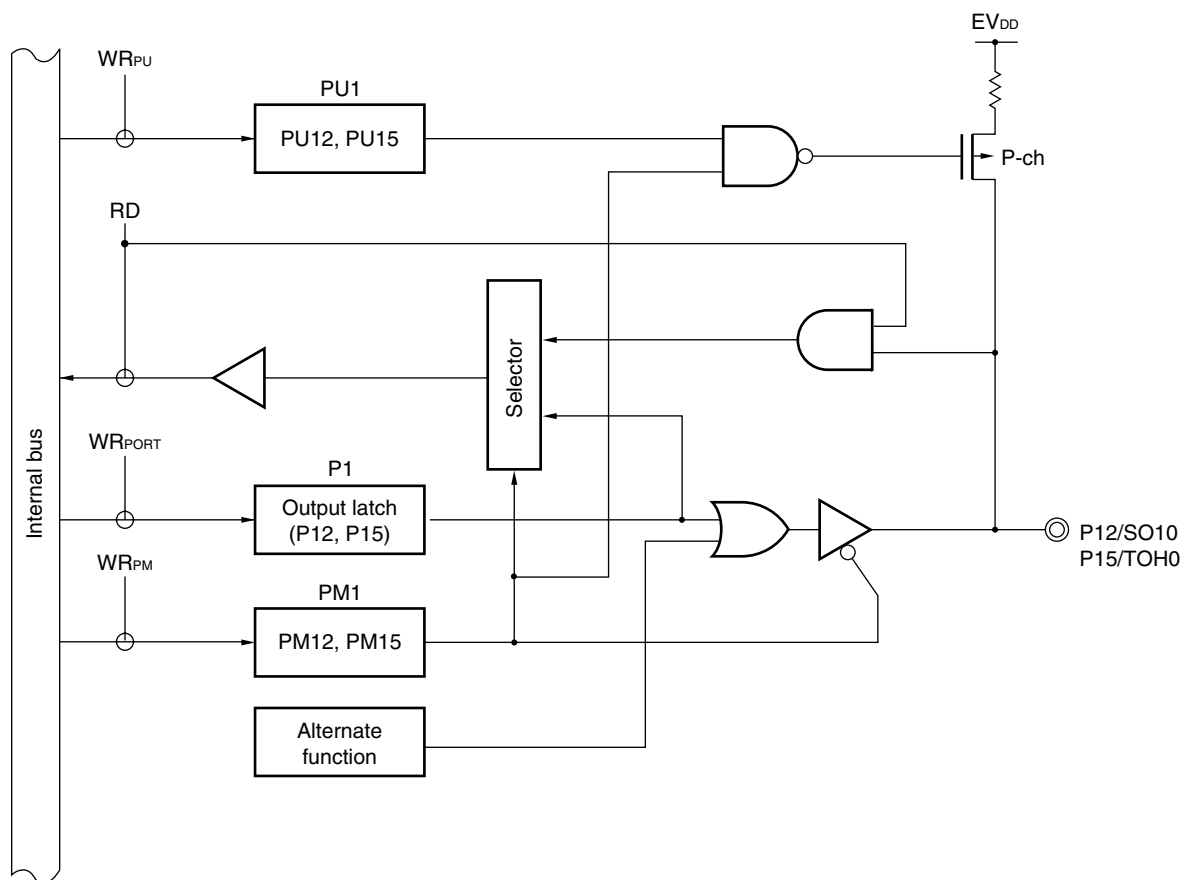 EVDD
WRPU
PU1
PU12, PU15
P-ch
RD
Selector
Internal bus
WRPORT
P1
Output latch
(P12, P15)
P12/SO10
P15/TOH0
WRPM
PM1
PM12, PM15
Alternate
function